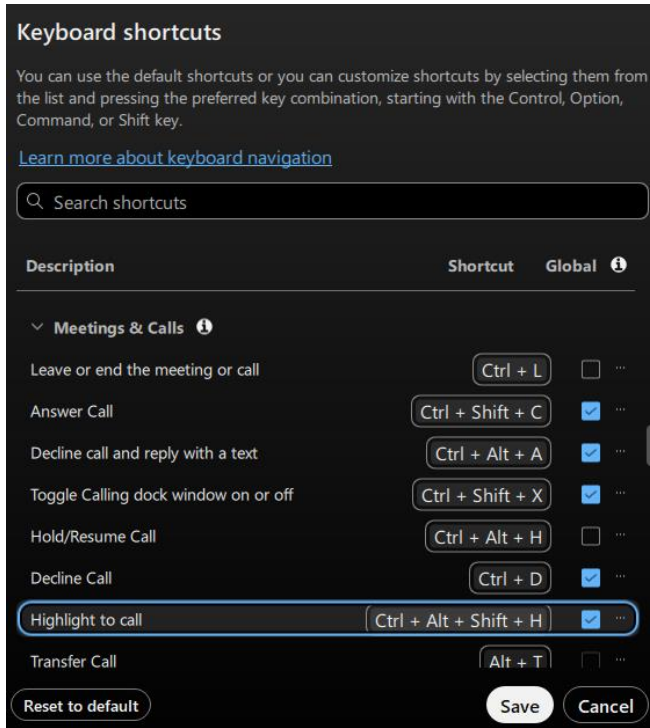 Keyboard shortcuts
You can use the default shortcuts or you can customize shortcuts by selecting them from
the list and pressing the preferred key combination, starting with the Control, Option,
Command, or Shift key.
Learn more about keyboard navigation
Search shortcuts
Description Shortcut Global
Meetings & Calls
Leave or end the meeting or call Ctrl + L
Answer Call Ctrl + Shift + C
Decline call and reply with a text Ctrl + Alt + A
Toggle Calling dock window on or off Ctrl + Shift + X
Hold/Resume Call Ctrl + Alt + H
Decline Call Ctrl + D
Highlight to call Ctrl + Alt + Shift + H
Transfer Call Alt + T
Reset to default Save Cancel